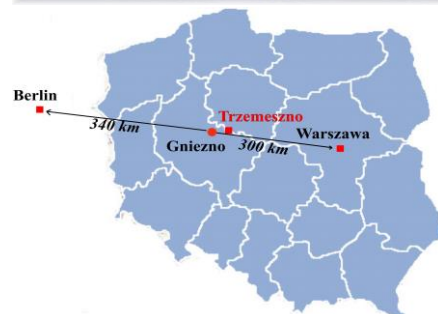 Berlin
340 km
Trzemeszno
Gniezno
300 km
Warszawa